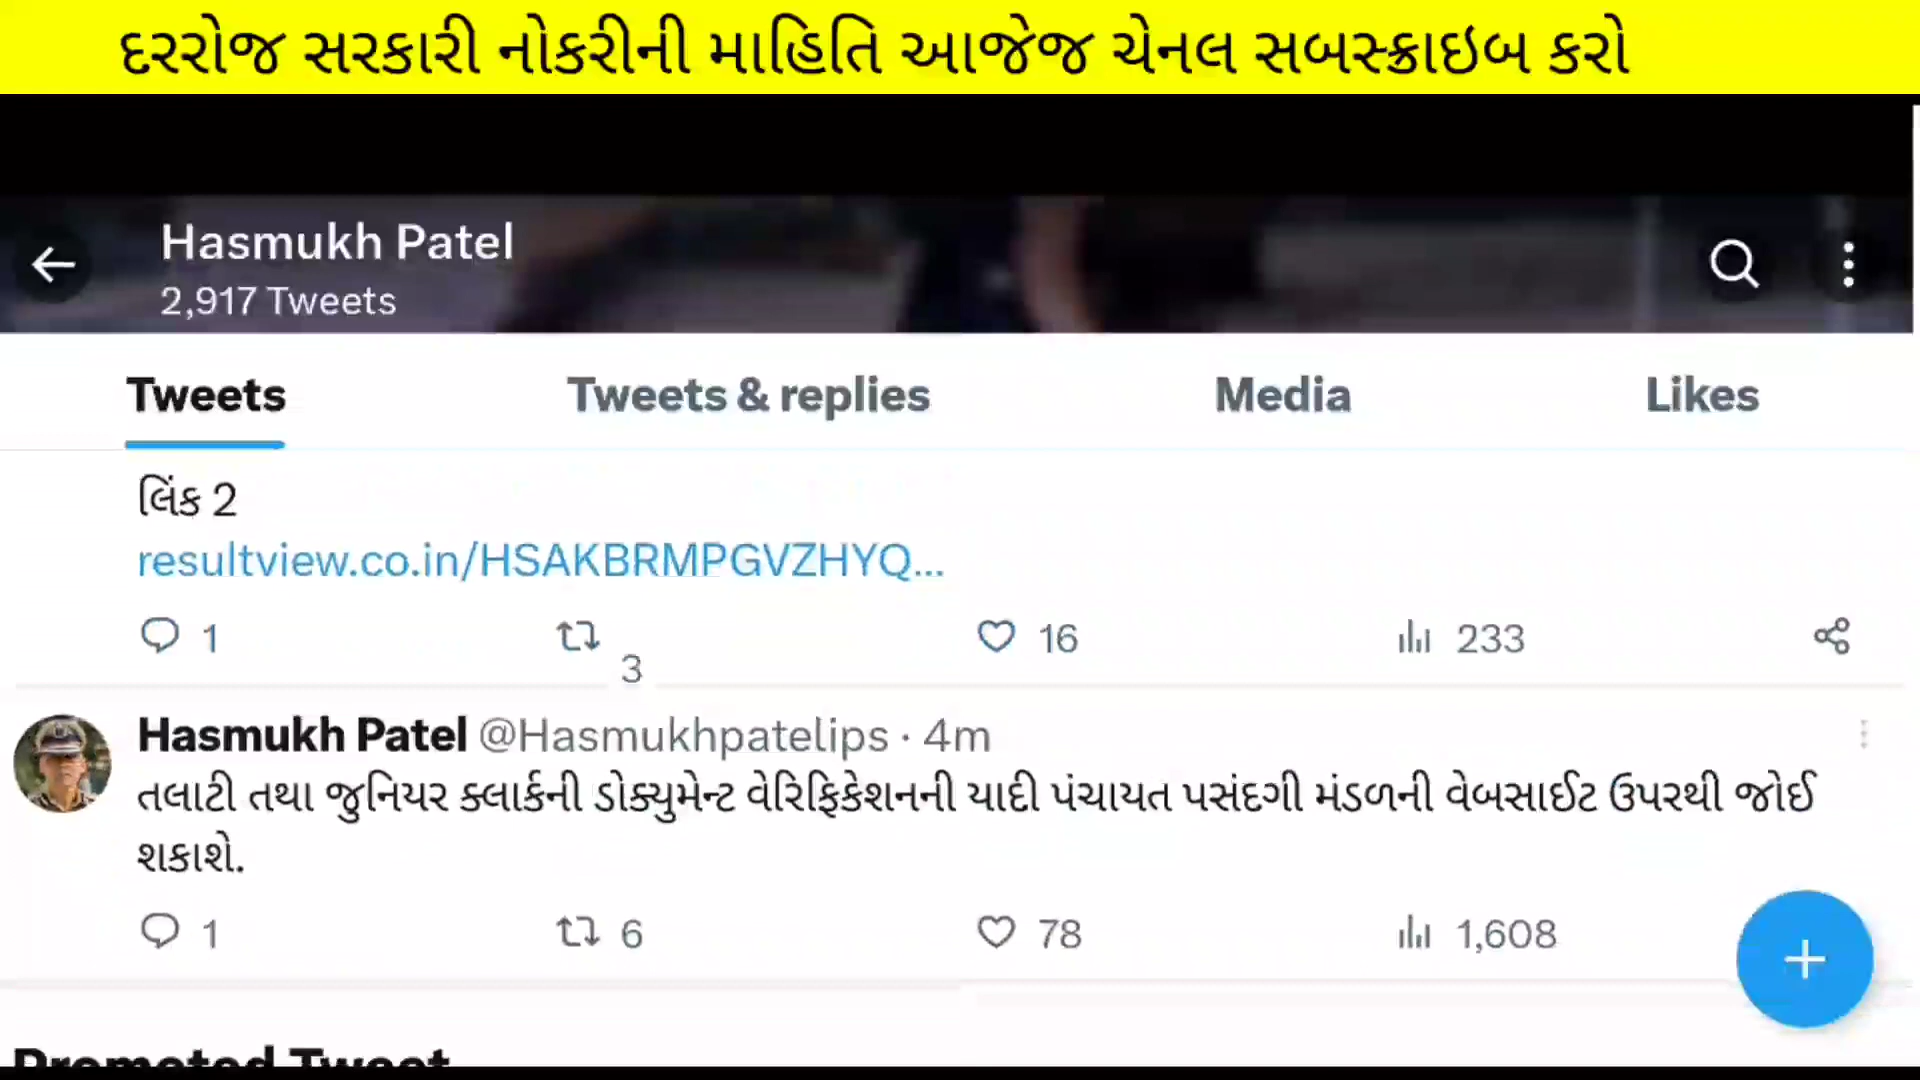 દરરોજ સરકારી નોકરીની માહિતિ આજેજ ચેનલ સબસ્ક્રાઇબ કરો
Hasmukh Patel
2,917 Tweets
Tweets Tweets & replies Media Likes
લિંક 2
resultview.co.in/HSAKBRMPGVZHYQ...
1 3 16 233
Hasmukh Patel @Hasmukhpatelips · 4m
તલાટી તથા જુનિયર ક્લાર્કની ડોક્યુમેન્ટ વેરિફિકેશનની યાદી પંચાયત પસંદગી મંડળની વેબસાઈટ ઉપરથી જોઈ
શકાશે.
1 6 78 1,608
Promoted Tweet